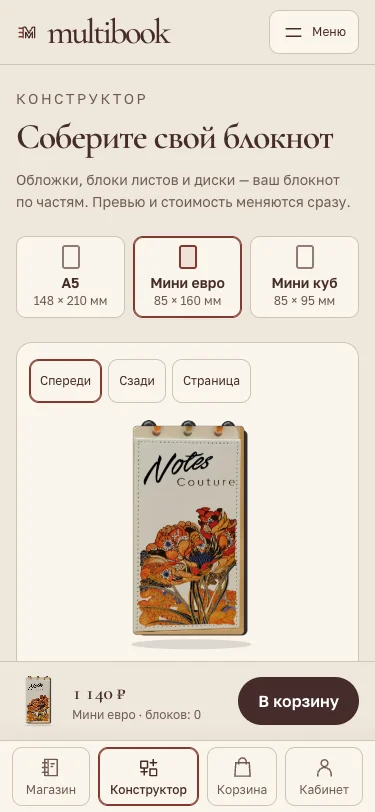 multibook
Меню
КОНСТРУКТОР
Соберите свой блокнот
Обложки, блоки листов и диски — ваш блокнот
по частям. Превью и стоимость меняются сразу.
А5
148 × 210 мм
Мини евро
85 × 160 мм
Мини куб
85 × 95 мм
Спереди
Сзади
Страница
Notes
Couture
1 140 ₽
Мини евро · блоков: 0
В корзину
Магазин
Конструктор
Корзина
Кабинет